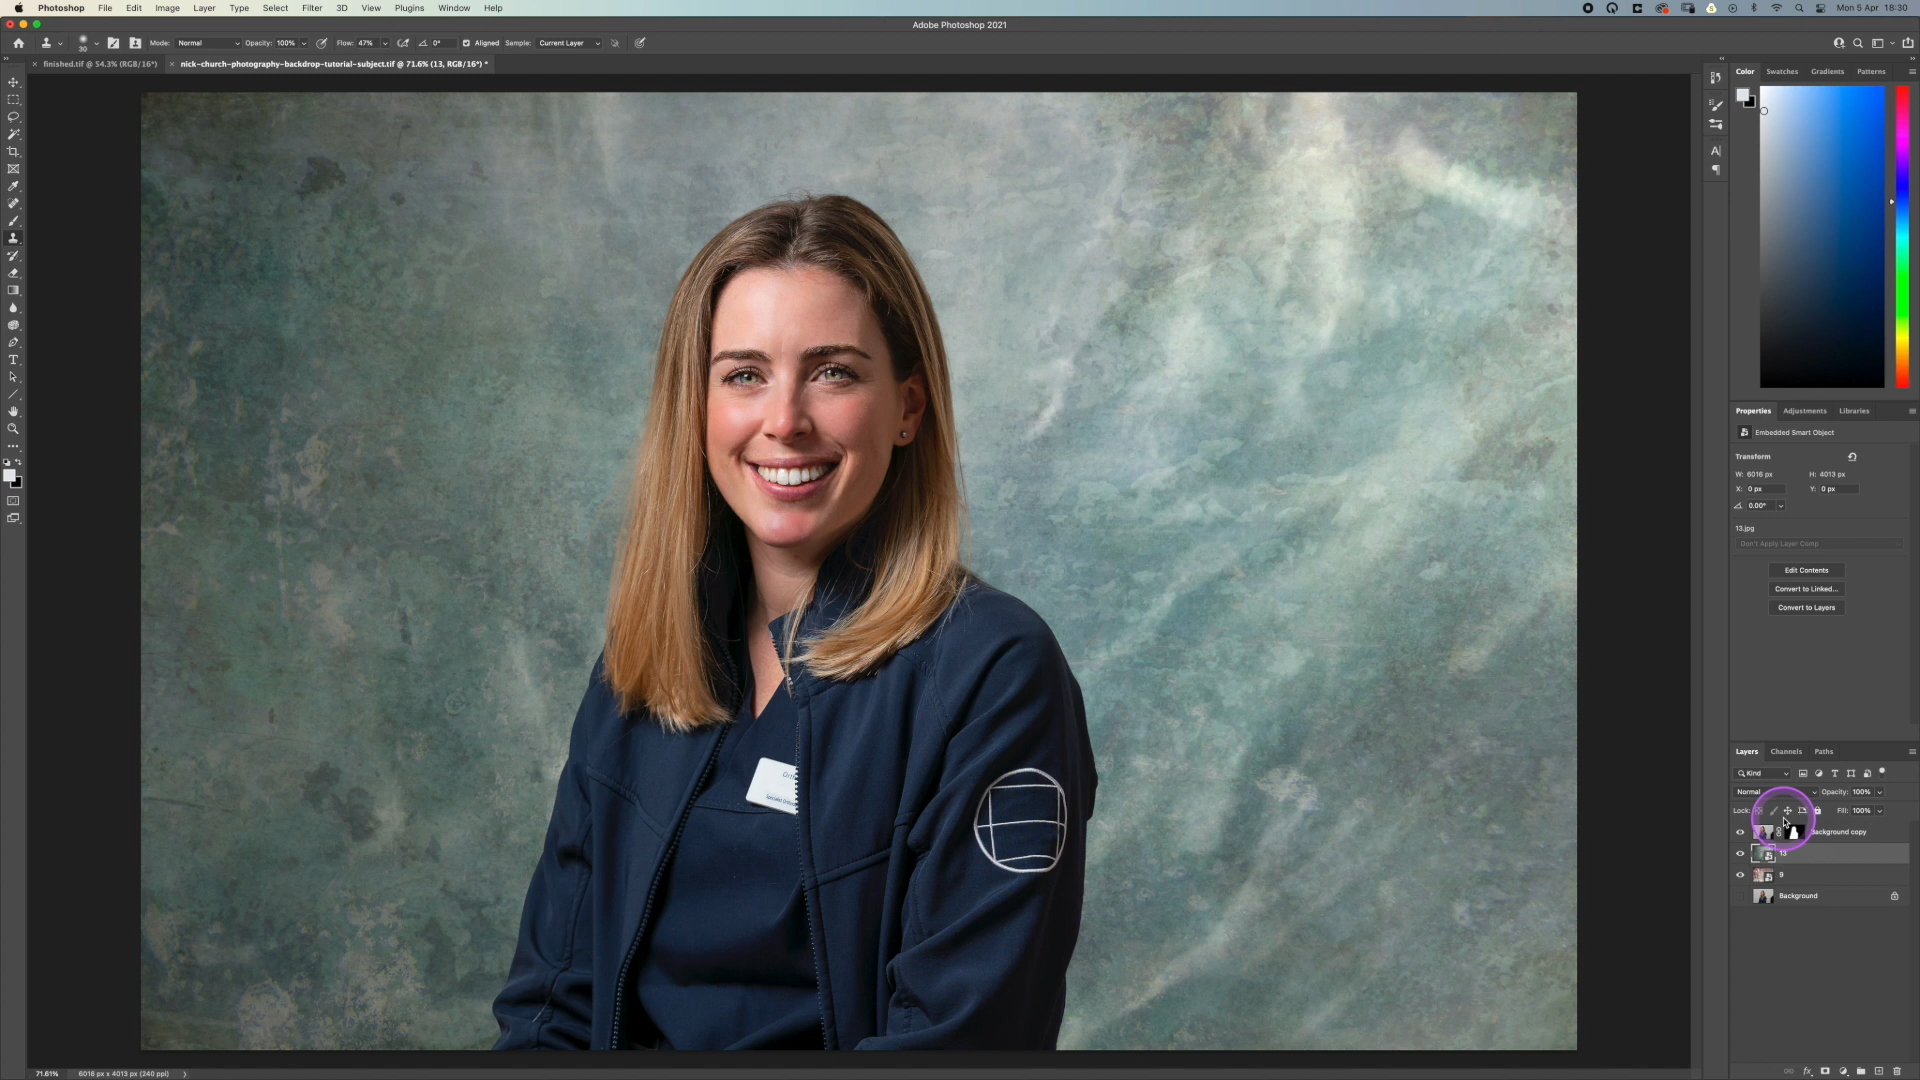 Photoshop File Edit Image Layer Type Select Filter 3D View Plugins Window Help Mon 5 Apr 18:30
Adobe Photoshop 2021
30 Mode: Normal Opacity: 100% Flow: 47% 0° Aligned Sample: Current Layer
× finished.tif @ 54.3% (RGB/16*) × nick-church-photography-backdrop-tutorial-subject.tif @ 71.6% (13, RGB/16*) *
Color Swatches Gradients Patterns
Properties Adjustments Libraries
Embedded Smart Object
Transform
W: 6016 px H: 4013 px
X: 0 px Y: 0 px
0.00°
13.jpg
Don't Apply Layer Comp
Edit Contents
Convert to Linked...
Convert to Layers
Layers Channels Paths
Kind
Normal Opacity: 100%
Lock: Fill: 100%
Background copy
13
9
Background
71.61% 6016 px x 4013 px (240 ppi)